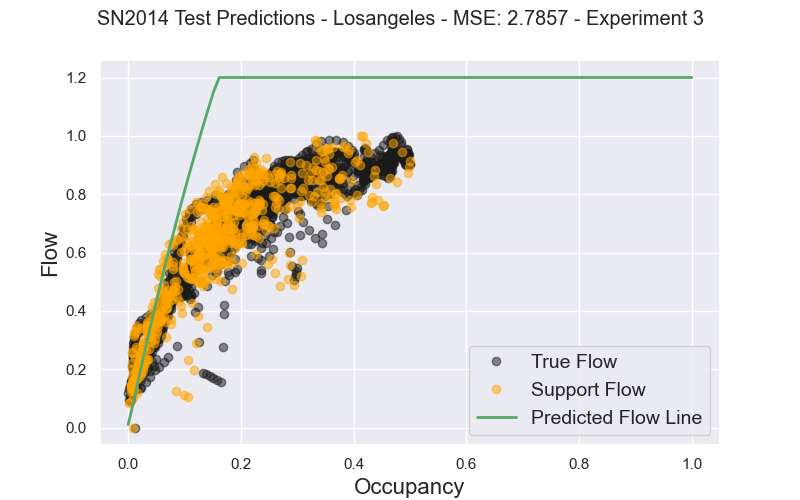 SN2014 Test Predictions - Losangeles - MSE: 2.7857 - Experiment 3
1.2
1.0
0.8
0.6
0.4
0.2
0.0
Flow
True Flow
Support Flow
Predicted Flow Line
0.0 0.2 0.4 0.6 0.8 1.0
Occupancy